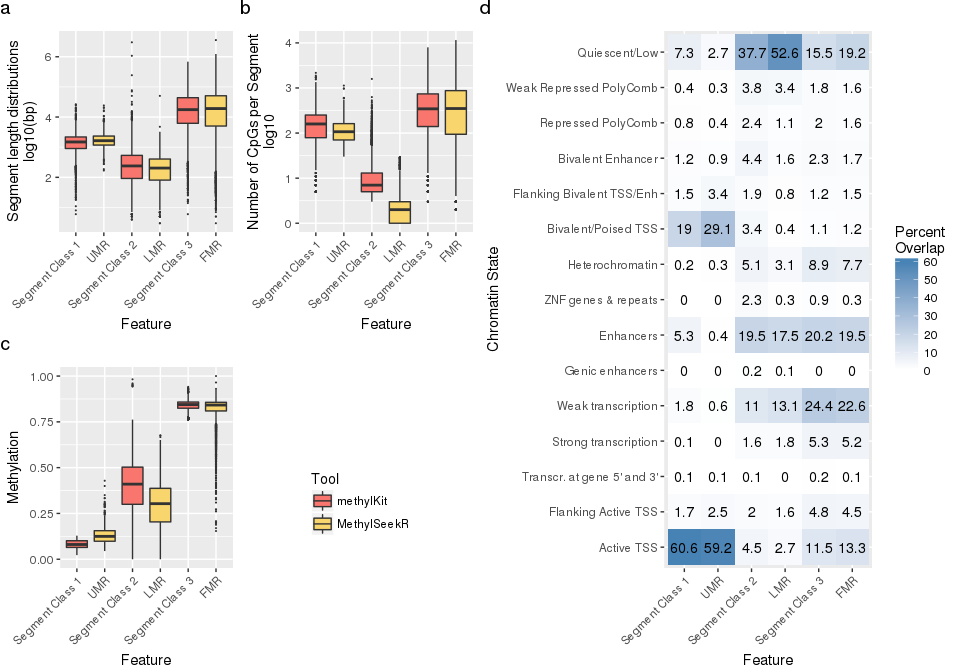 a
Segment length distributions
log10(bp)
6
4
2
Segment Class 1
UMR
Segment Class 2
LMR
Segment Class 3
FMR
Feature
b
Number of CpGs per Segment
log10
4
3
2
1
0
Segment Class 1
UMR
Segment Class 2
LMR
Segment Class 3
FMR
Feature
c
Methylation
1.00
0.75
0.50
0.25
0.00
Segment Class 1
UMR
Segment Class 2
LMR
Segment Class 3
FMR
Feature
Tool
methylKit
MethylSeekR
d
Chromatin State
Quiescent/Low 7.3 2.7 37.7 52.6 15.5 19.2
Weak Repressed PolyComb 0.4 0.3 3.8 3.4 1.8 1.6
Repressed PolyComb 0.8 0.4 2.4 1.1 2 1.6
Bivalent Enhancer 1.2 0.9 4.4 1.6 2.3 1.7
Flanking Bivalent TSS/Enh 1.5 3.4 1.9 0.8 1.2 1.5
Bivalent/Poised TSS 19 29.1 3.4 0.4 1.1 1.2
Heterochromatin 0.2 0.3 5.1 3.1 8.9 7.7
ZNF genes & repeats 0 0 2.3 0.3 0.9 0.3
Enhancers 5.3 0.4 19.5 17.5 20.2 19.5
Genic enhancers 0 0 0.2 0.1 0 0
Weak transcription 1.8 0.6 11 13.1 24.4 22.6
Strong transcription 0.1 0 1.6 1.8 5.3 5.2
Transcr. at gene 5' and 3' 0.1 0.1 0.1 0 0.2 0.1
Flanking Active TSS 1.7 2.5 2 1.6 4.8 4.5
Active TSS 60.6 59.2 4.5 2.7 11.5 13.3
Segment Class 1
UMR
Segment Class 2
LMR
Segment Class 3
FMR
Feature
Percent
Overlap
60
50
40
30
20
10
0